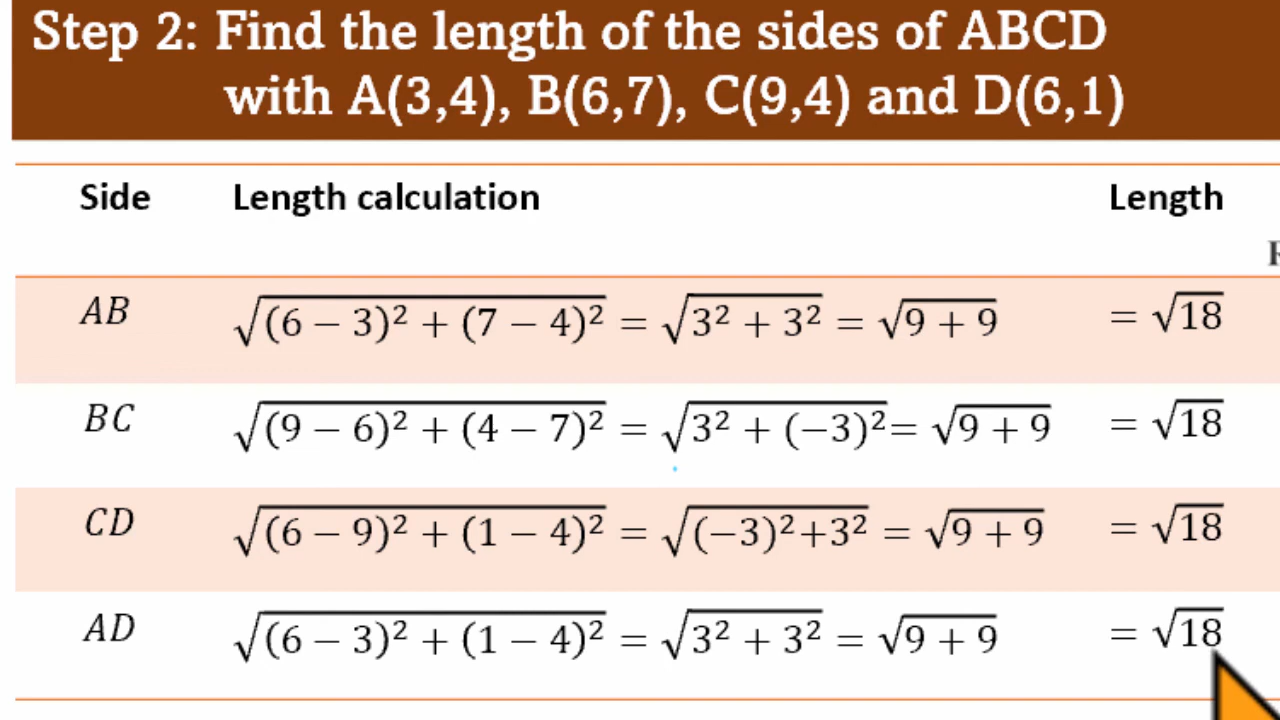 Step 2: Find the length of the sides of ABCD
with A(3,4), B(6,7), C(9,4) and D(6,1)
Side Length calculation Length
R
AB √((6 − 3)² + (7 − 4)²) = √(3² + 3²) = √(9 + 9) = √18
BC √((9 − 6)² + (4 − 7)²) = √(3² + (−3)²)= √(9 + 9) = √18
CD √((6 − 9)² + (1 − 4)²) = √((−3)²+3²) = √(9 + 9) = √18
AD √((6 − 3)² + (1 − 4)²) = √(3² + 3²) = √(9 + 9) = √18